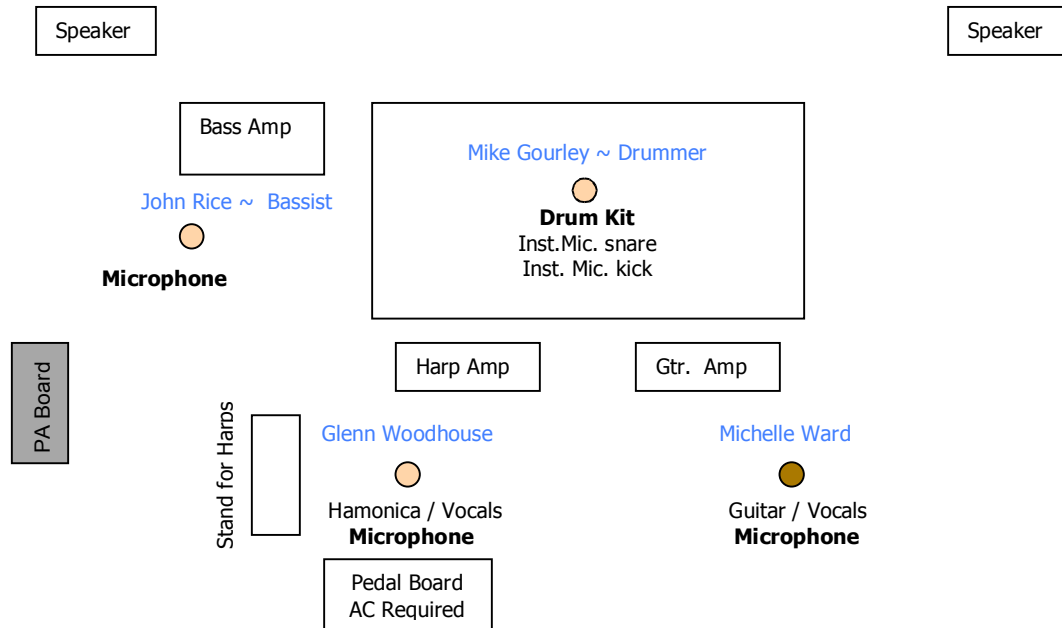 Speaker
Speaker
Bass Amp
Mike Gourley ~ Drummer
John Rice ~  Bassist
Drum Kit
Inst.Mic. snare
Inst. Mic. kick
Microphone
PA Board
Harp Amp
Gtr.  Amp
Stand for Harps
Glenn Woodhouse
Michelle Ward
Hamonica / Vocals
Microphone
Guitar / Vocals
Microphone
Pedal Board
AC Required